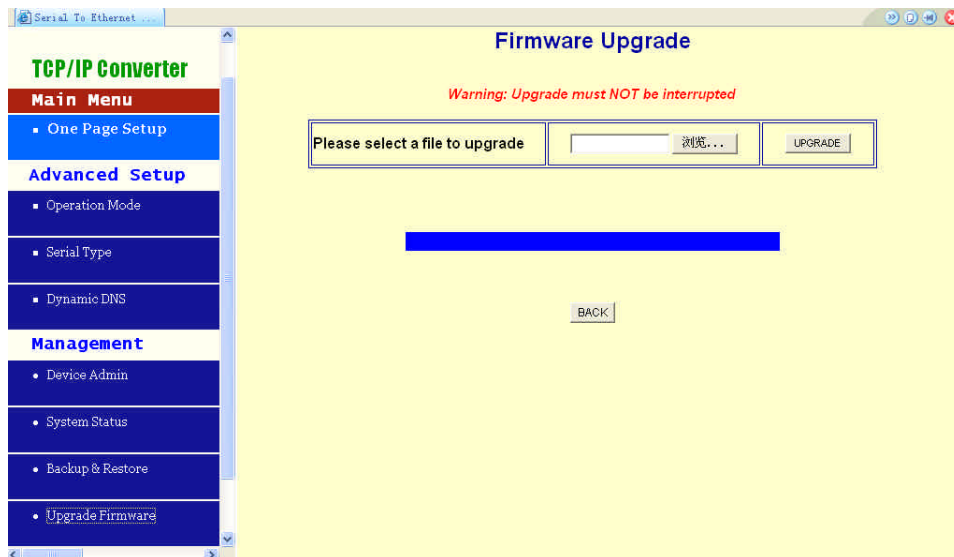 Serial To Ethernet ...
TCP/IP Converter
Main Menu
One Page Setup
Advanced Setup
Operation Mode
Serial Type
Dynamic DNS
Management
Device Admin
System Status
Backup & Restore
Upgrade Firmware
Firmware Upgrade
Warning: Upgrade must NOT be interrupted
Please select a file to upgrade 浏览... UPGRADE
BACK